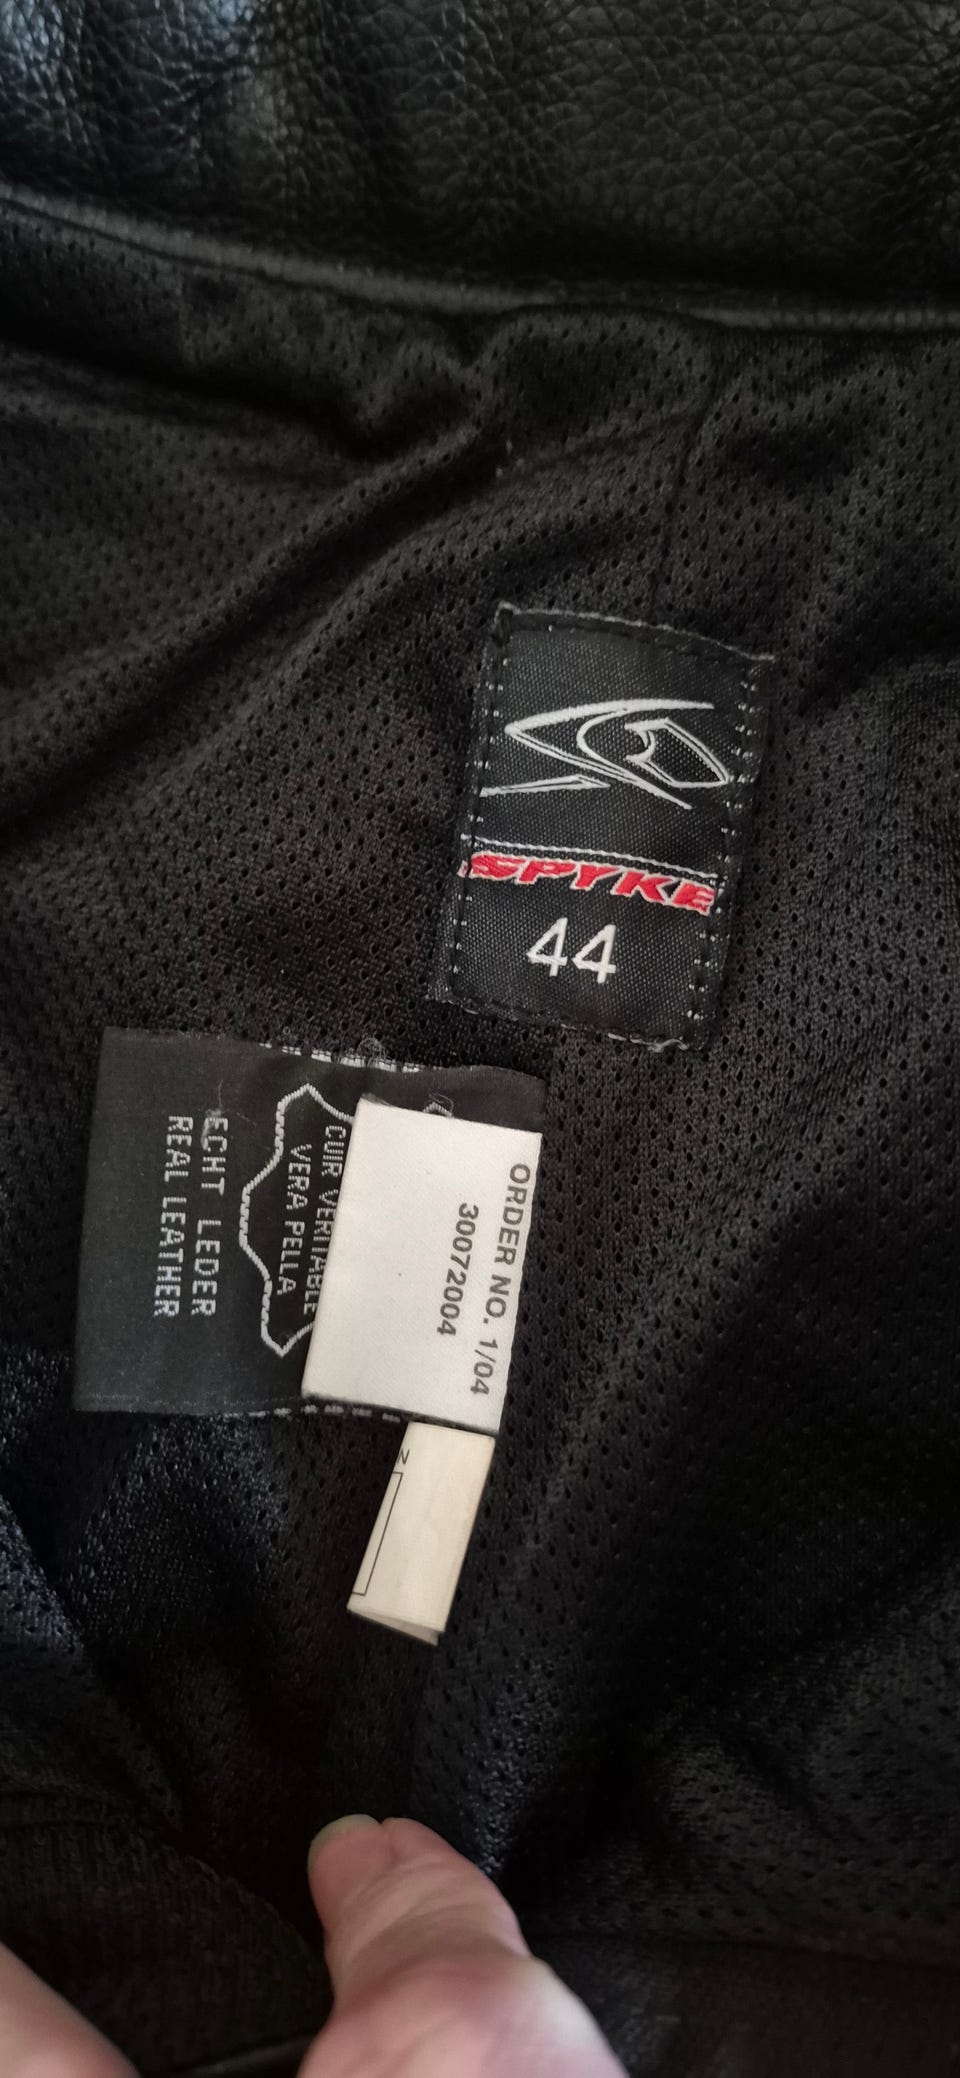 SPYKE
44
ORDER NO. 1/04
30072004
CUIR VERITABLE
VERA PELLA
ECHT LEDER
REAL LEATHER
N